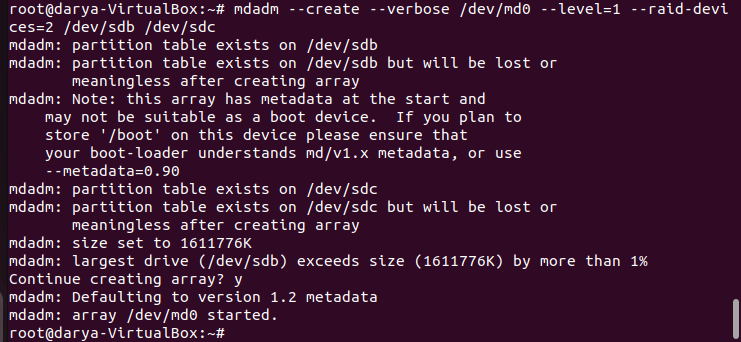 root@darya-VirtualBox:~# mdadm --create --verbose /dev/md0 --level=1 --raid-devi
ces=2 /dev/sdb /dev/sdc
mdadm: partition table exists on /dev/sdb
mdadm: partition table exists on /dev/sdb but will be lost or
       meaningless after creating array
mdadm: Note: this array has metadata at the start and
    may not be suitable as a boot device.  If you plan to
    store '/boot' on this device please ensure that
    your boot-loader understands md/v1.x metadata, or use
    --metadata=0.90
mdadm: partition table exists on /dev/sdc
mdadm: partition table exists on /dev/sdc but will be lost or
       meaningless after creating array
mdadm: size set to 1611776K
mdadm: largest drive (/dev/sdb) exceeds size (1611776K) by more than 1%
Continue creating array? y
mdadm: Defaulting to version 1.2 metadata
mdadm: array /dev/md0 started.
root@darya-VirtualBox:~#